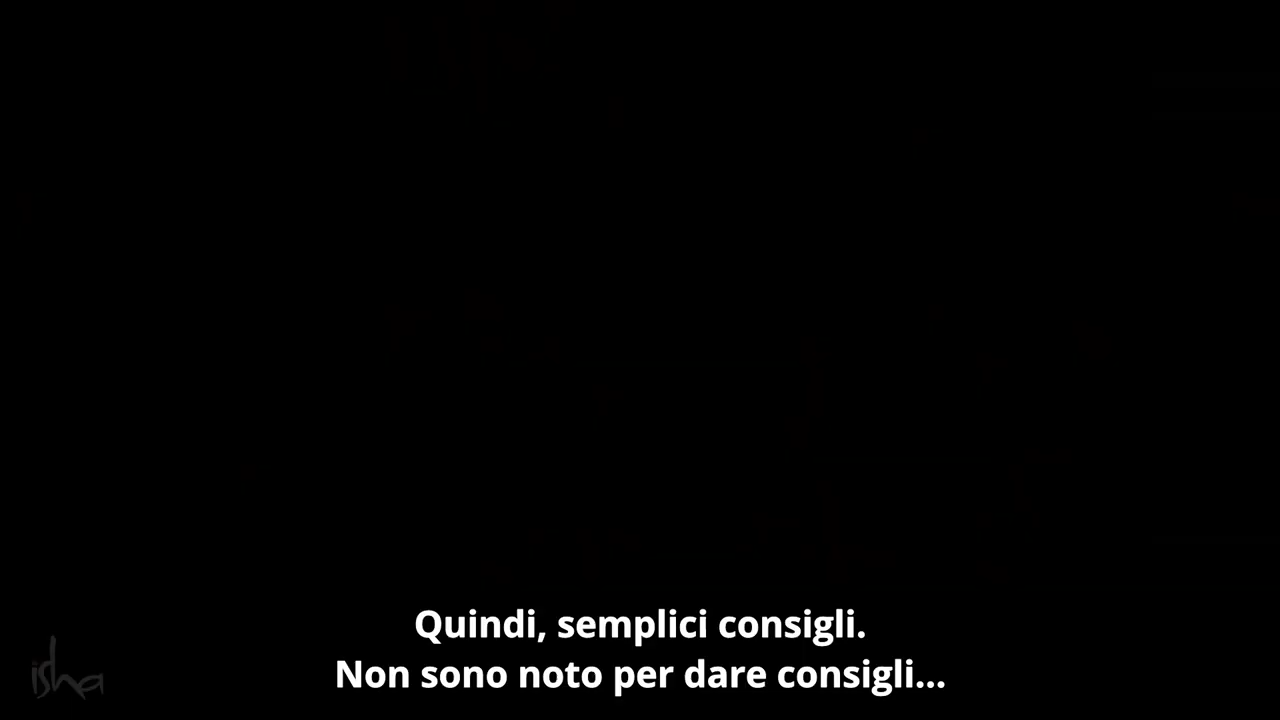 Quindi, semplici consigli.
Non sono noto per dare consigli...
isha